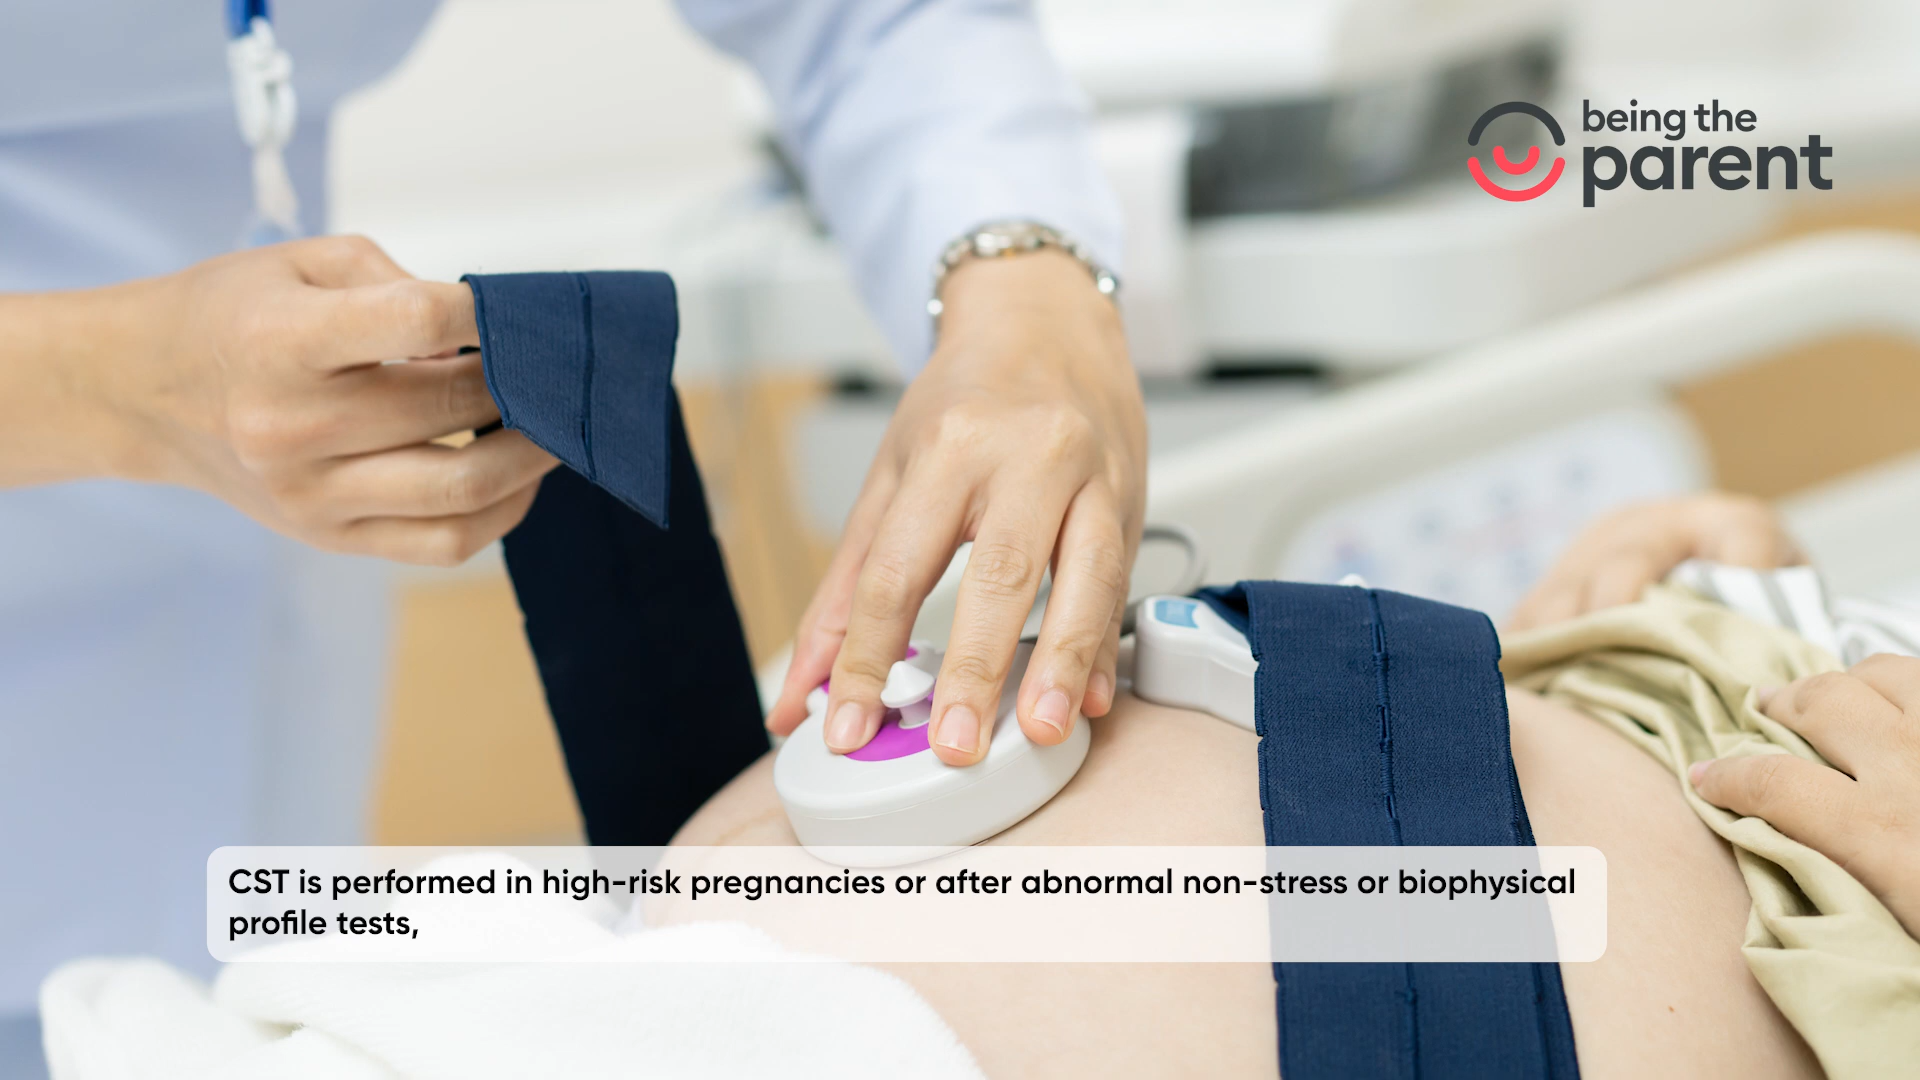 being the
parent
CST is performed in high-risk pregnancies or after abnormal non-stress or biophysical
profile tests,